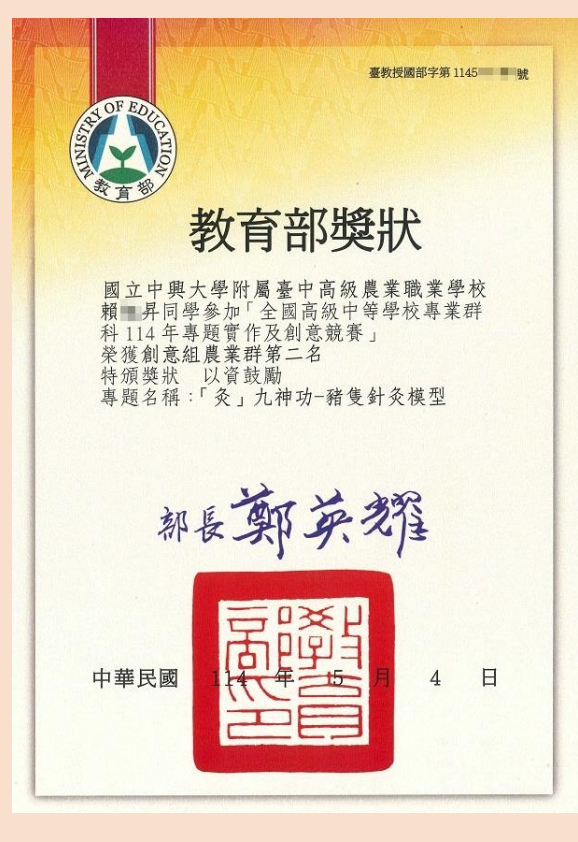 臺教授國部字第1145 號
MINISTRY OF EDUCATION
教育部
教育部獎狀
國立中興大學附屬臺中高級農業職業學校
賴 昇同學參加「全國高級中等學校專業群
科114年專題實作及創意競賽」
榮獲創意組農業群第二名
特頒獎狀 以資鼓勵
專題名稱:「灸」九神功-豬隻針灸模型
部長鄭英耀
中華民國 114 年 5 月 4 日
教育部印